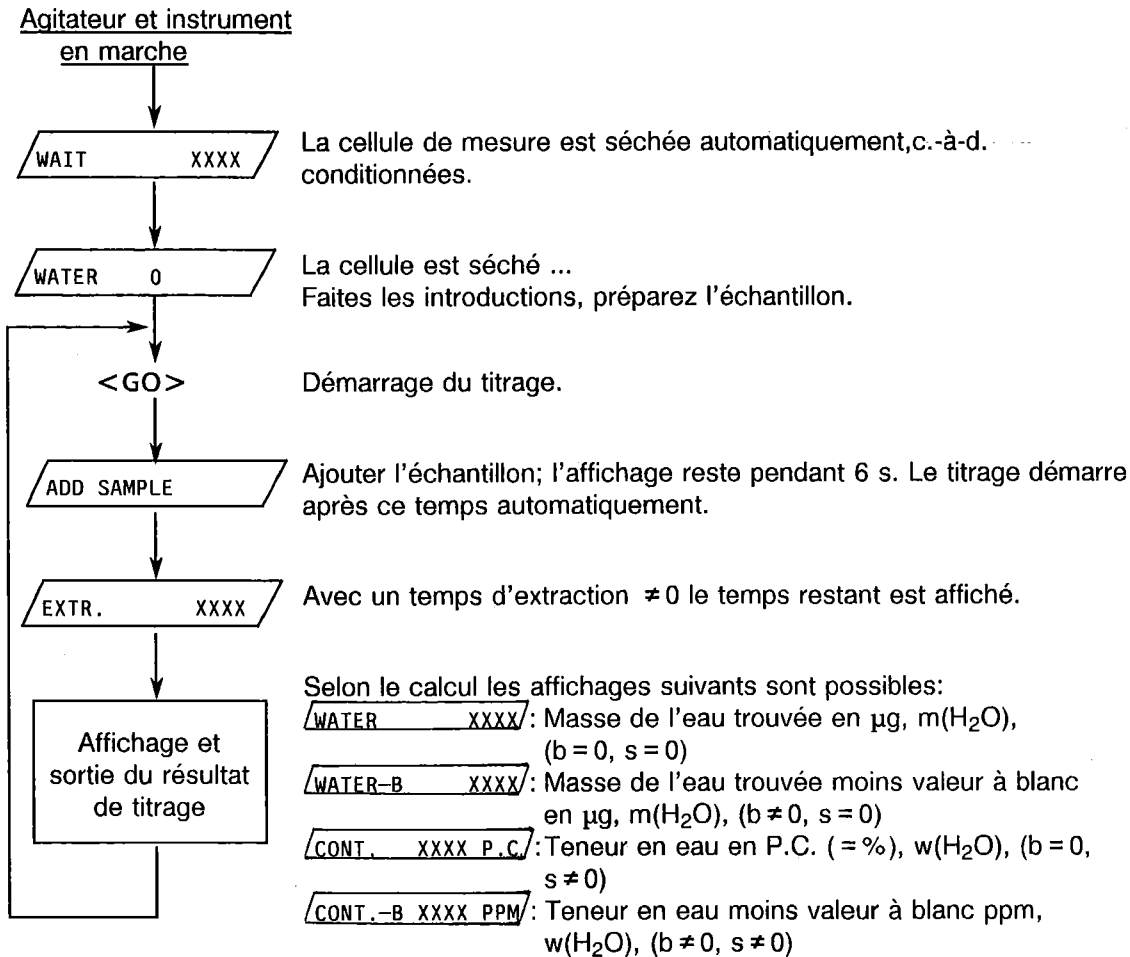 Agitateur et instrument
en marche
WAIT XXXX
La cellule de mesure est séchée automatiquement,c.-à-d.
conditionnées.
WATER 0
La cellule est séché ...
Faites les introductions, préparez l'échantillon.
<GO>
Démarrage du titrage.
ADD SAMPLE
Ajouter l'échantillon; l'affichage reste pendant 6 s. Le titrage démarre
après ce temps automatiquement.
EXTR. XXXX
Avec un temps d'extraction ≠0 le temps restant est affiché.
Affichage et
sortie du résultat
de titrage
Selon le calcul les affichages suivants sont possibles:
WATER XXXX : Masse de l'eau trouvée en µg, m(H₂O),
(b = 0, s = 0)
WATER-B XXXX : Masse de l'eau trouvée moins valeur à blanc
en µg, m(H₂O), (b ≠ 0, s = 0)
CONT. XXXX P.C. : Teneur en eau en P.C. ( = %), w(H₂O), (b = 0,
s ≠ 0)
CONT.-B XXXX PPM : Teneur en eau moins valeur à blanc ppm,
w(H₂O), (b ≠ 0, s ≠ 0)